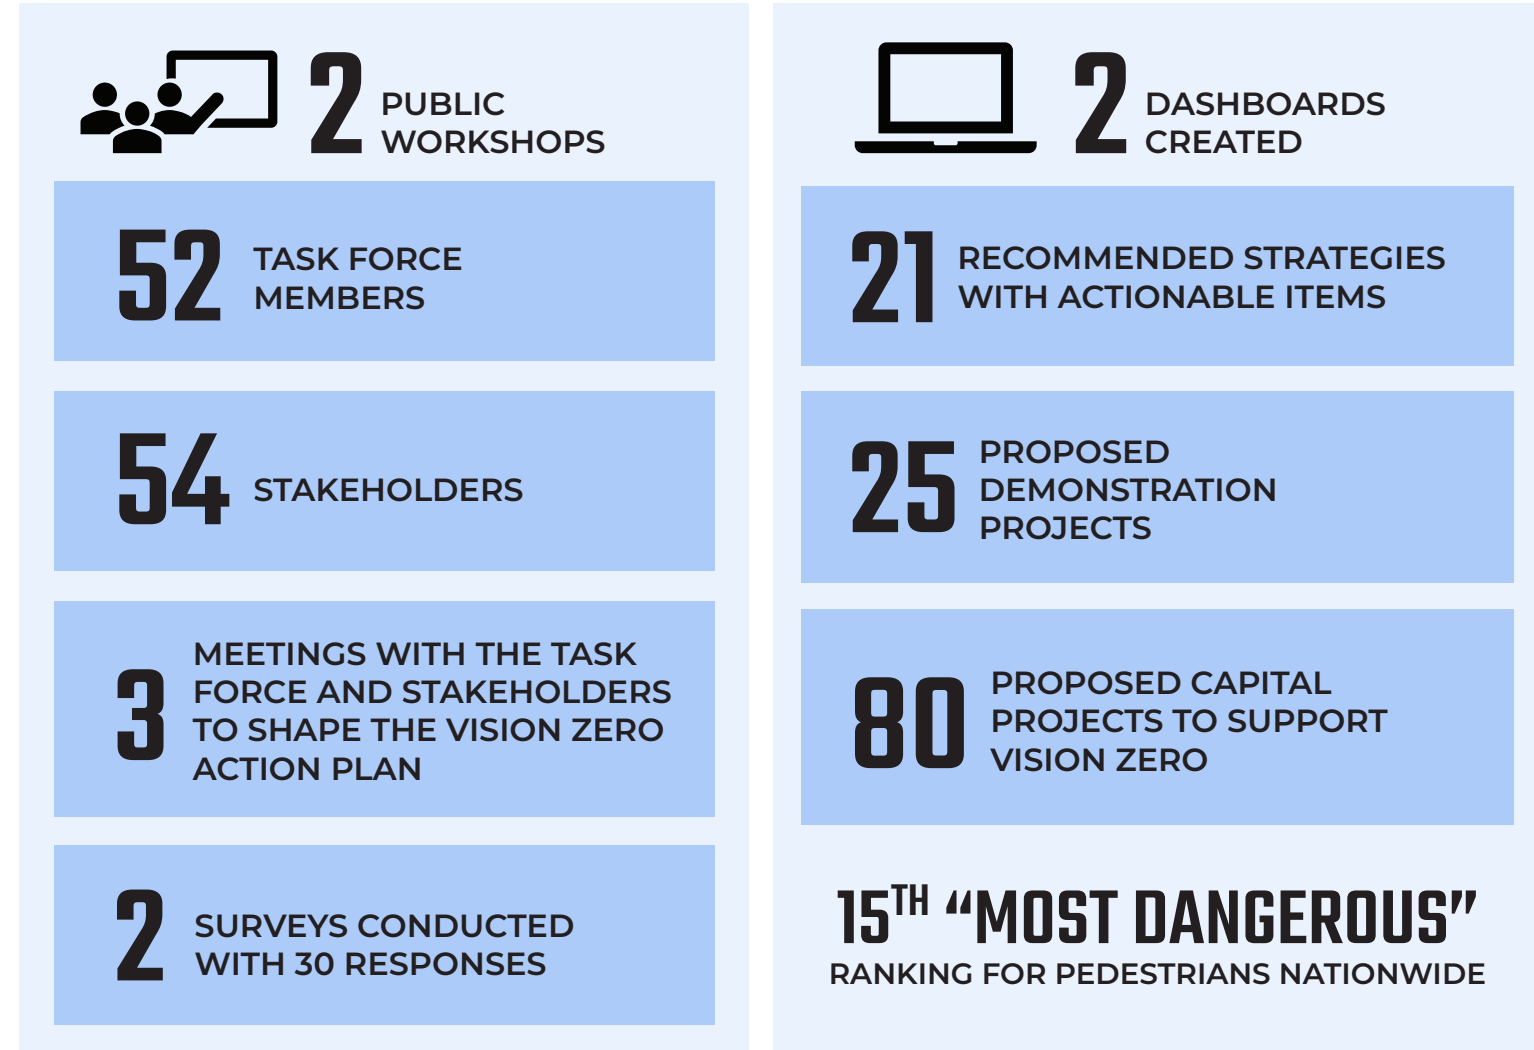 2 PUBLIC
WORKSHOPS
52 TASK FORCE
MEMBERS
54 STAKEHOLDERS
3 MEETINGS WITH THE TASK
FORCE AND STAKEHOLDERS
TO SHAPE THE VISION ZERO
ACTION PLAN
2 SURVEYS CONDUCTED
WITH 30 RESPONSES
2 DASHBOARDS
CREATED
21 RECOMMENDED STRATEGIES
WITH ACTIONABLE ITEMS
25 PROPOSED
DEMONSTRATION
PROJECTS
80 PROPOSED CAPITAL
PROJECTS TO SUPPORT
VISION ZERO
15TH “MOST DANGEROUS”
RANKING FOR PEDESTRIANS NATIONWIDE